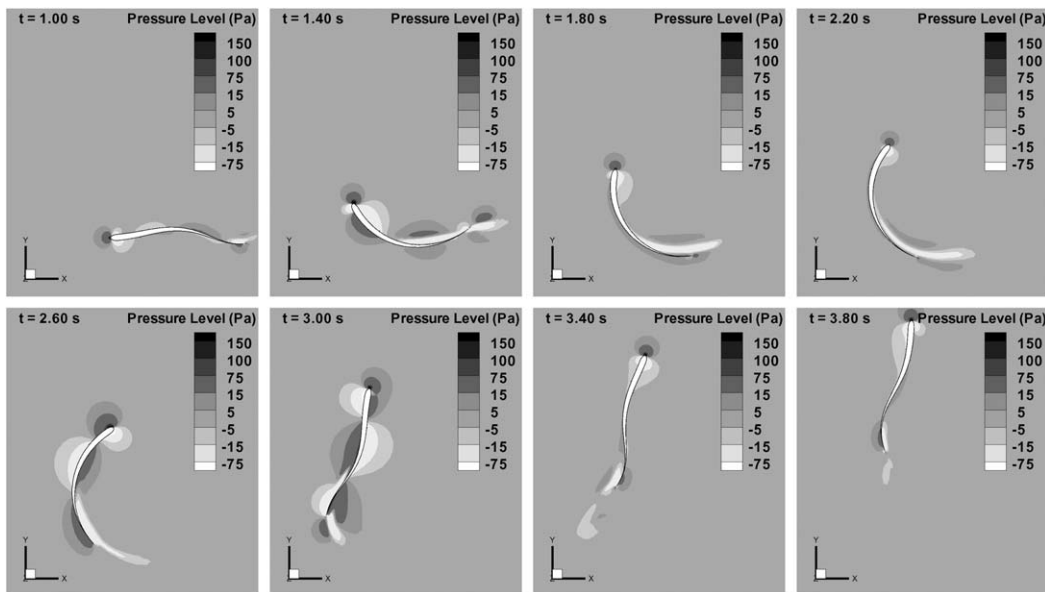 t = 1.00 s Pressure Level (Pa)
150
100
75
15
5
-5
-15
-75
Y
Z X
t = 1.40 s Pressure Level (Pa)
150
100
75
15
5
-5
-15
-75
Y
Z X
t = 1.80 s Pressure Level (Pa)
150
100
75
15
5
-5
-15
-75
Y
Z X
t = 2.20 s Pressure Level (Pa)
150
100
75
15
5
-5
-15
-75
Y
Z X
t = 2.60 s Pressure Level (Pa)
150
100
75
15
5
-5
-15
-75
Y
Z X
t = 3.00 s Pressure Level (Pa)
150
100
75
15
5
-5
-15
-75
Y
Z X
t = 3.40 s Pressure Level (Pa)
150
100
75
15
5
-5
-15
-75
Y
Z X
t = 3.80 s Pressure Level (Pa)
150
100
75
15
5
-5
-15
-75
Y
Z X